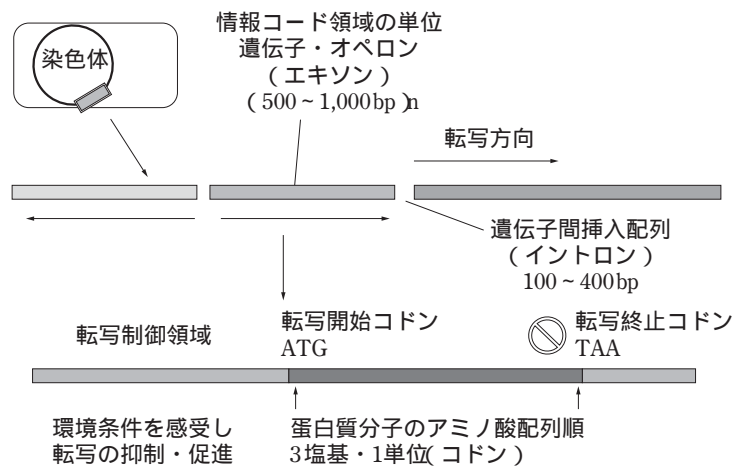 染色体
情報コード領域の単位
遺伝子・オペロン
（エキソン）
（500～1,000bp）n
転写方向
遺伝子間挿入配列
（イントロン）
100～400bp
転写制御領域
転写開始コドン
ATG
転写終止コドン
TAA
環境条件を感受し
転写の抑制・促進
蛋白質分子のアミノ酸配列順
3塩基・1単位（コドン）